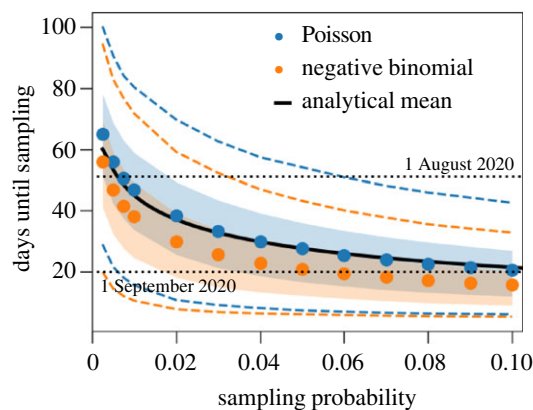 100
80
60
40
20
days until sampling
Poisson
negative binomial
analytical mean
1 August 2020
1 September 2020
0
0.02
0.04
0.06
0.08
0.10
sampling probability